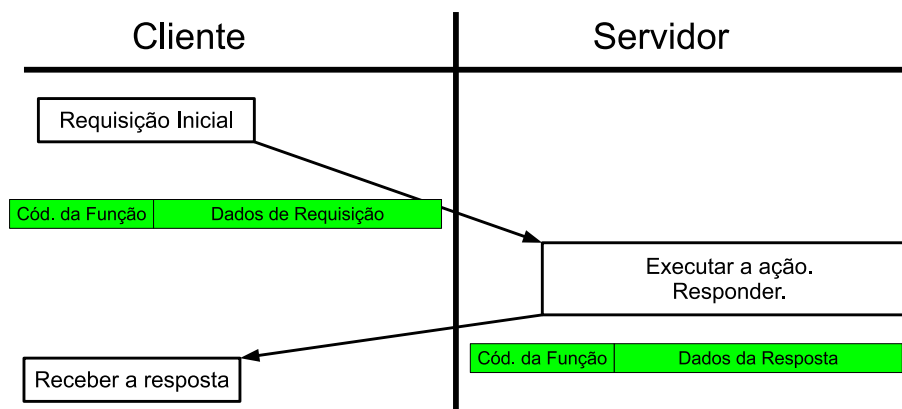 Cliente
Servidor
Requisição Inicial
Cód. da Função
Dados de Requisição
Executar a ação.
Responder.
Cód. da Função
Dados da Resposta
Receber a resposta